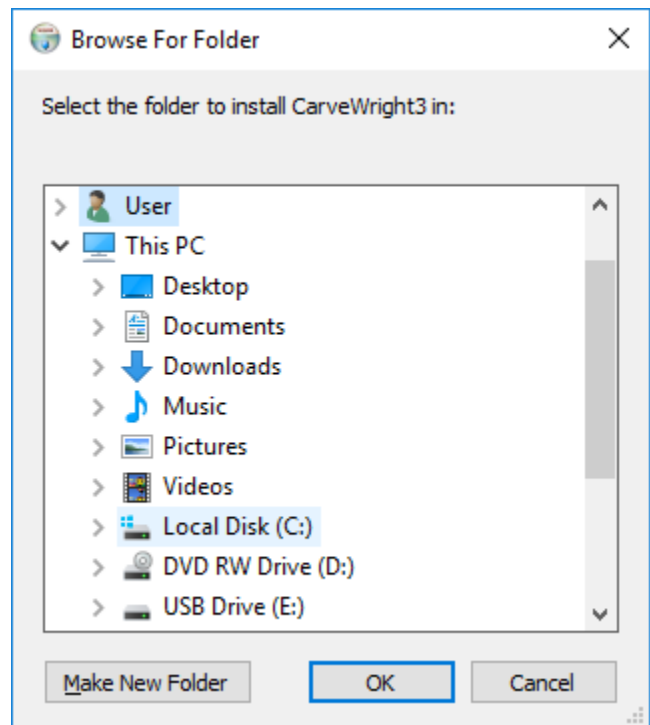 Browse For Folder
Select the folder to install CarveWright3 in:
User
This PC
Desktop
Documents
Downloads
Music
Pictures
Videos
Local Disk (C:)
DVD RW Drive (D:)
USB Drive (E:)
Make New Folder OK Cancel